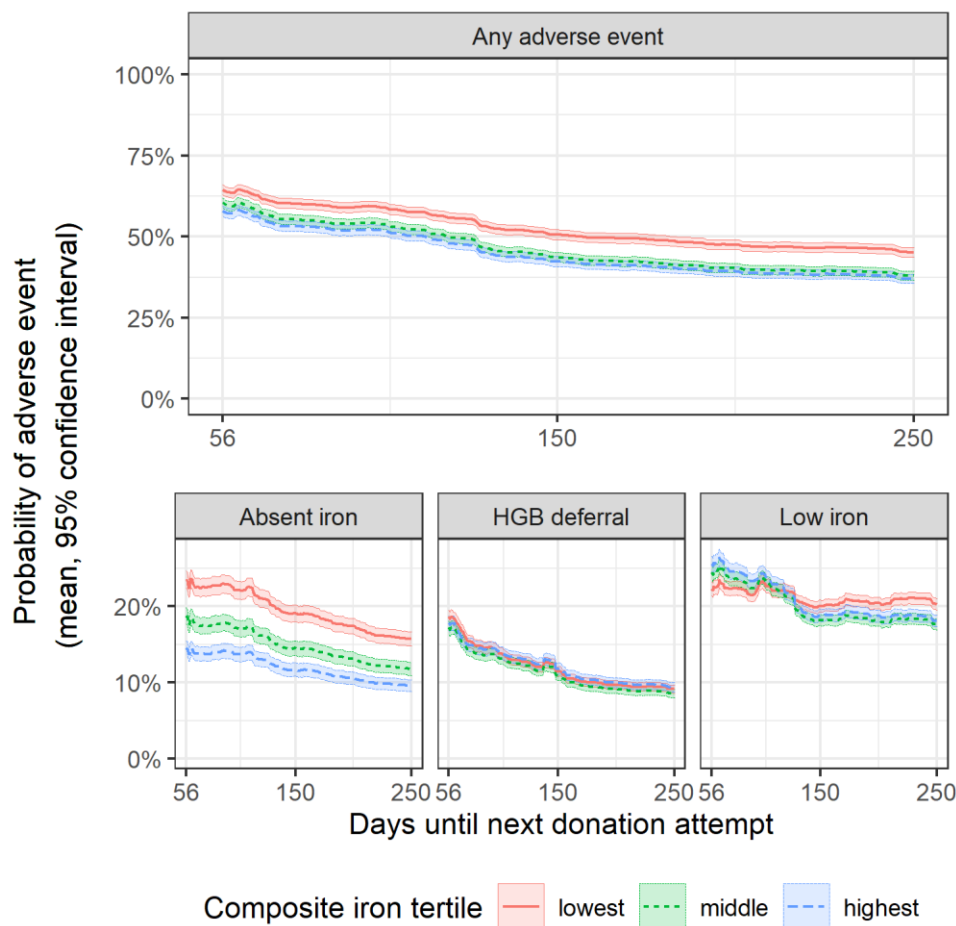 Any adverse event
100%
75%
50%
25%
0%
56 150 250
Probability of adverse event
(mean, 95% confidence interval)
Absent iron HGB deferral Low iron
20%
10%
0%
56 150 250 56 150 250 56 150 250
Days until next donation attempt
Composite iron tertile lowest middle highest